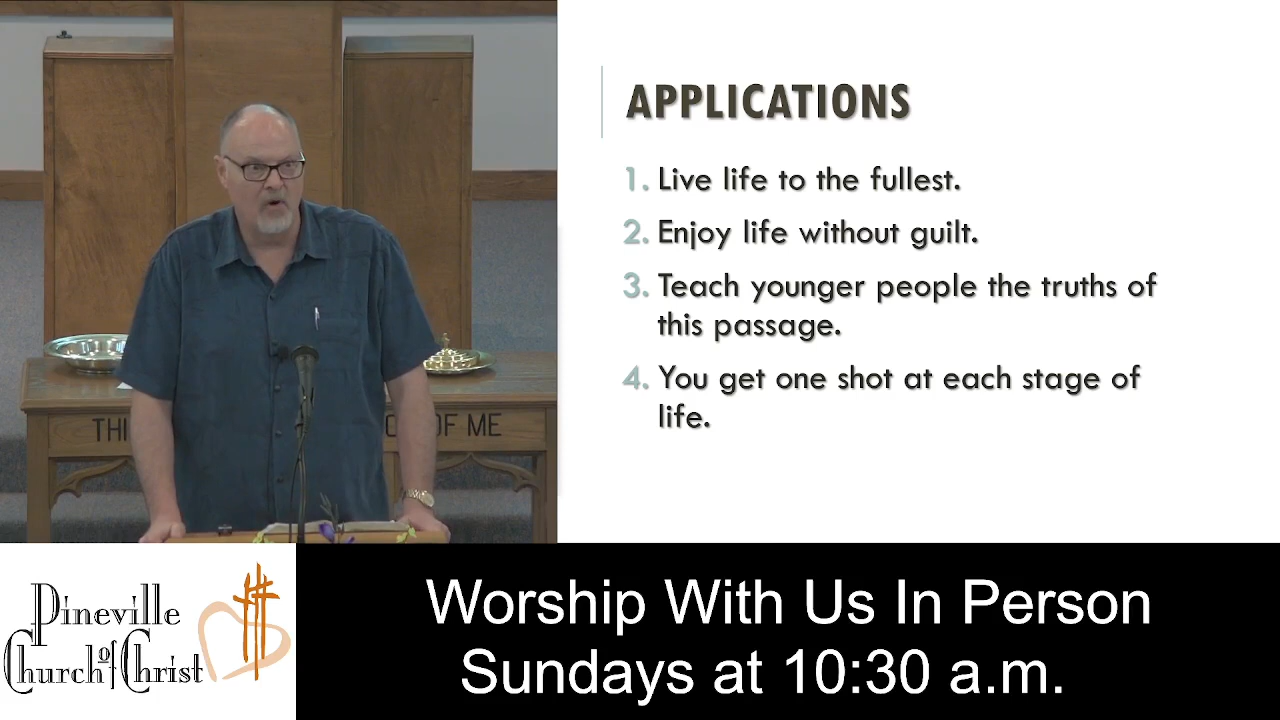 APPLICATIONS
1. Live life to the fullest.
2. Enjoy life without guilt.
3. Teach younger people the truths of
this passage.
4. You get one shot at each stage of
life.
OF ME
Pineville
Church of Christ
Worship With Us In Person
Sundays at 10:30 a.m.